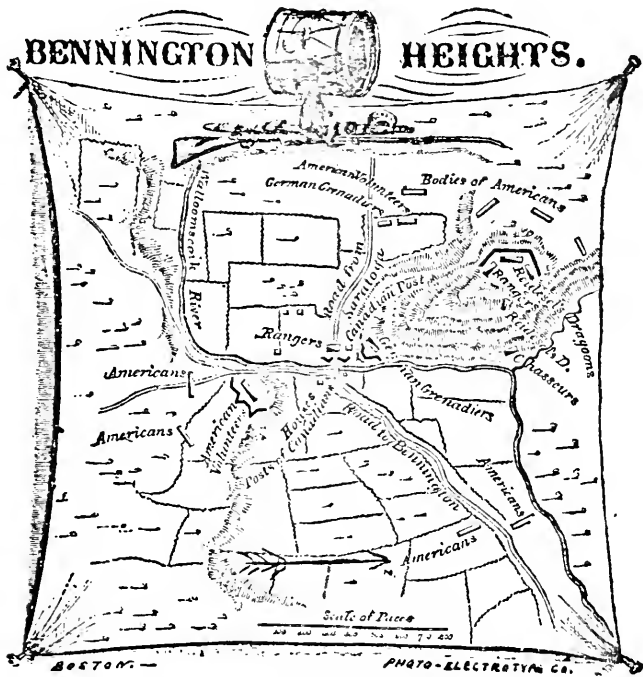 BENNINGTON HEIGHTS.
American Volunteers
German Grenadiers
Bodies of Americans
Walloomscoik
River
Road from
Saratoga
Canadian Post
Rangers
Dragoons
Chasseurs
German Grenadiers
Americans
Americans
American
Volunteers
Houses
Posts of Canadians
Road to Bennington
Americans
Americans
Scale of Paces
BOSTON.
PHOTO-ELECTROTYPE CO.